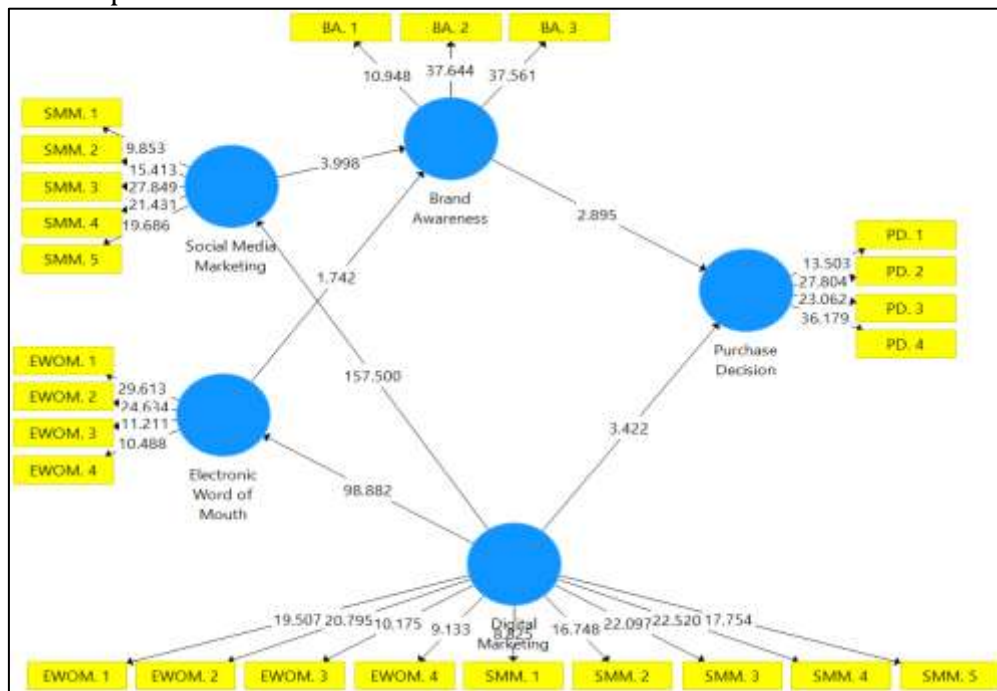 BA. 1
BA. 2
BA. 3
10.948
37.644
37.561
SMM. 1
SMM. 2
SMM. 3
SMM. 4
SMM. 5
9.853
15.413
27.849
21.431
19.686
Social Media
Marketing
3.998
Brand
Awareness
2.895
1.742
PD. 1
PD. 2
PD. 3
PD. 4
13.503
27.804
23.062
36.179
Purchase
Decision
EWOM. 1
EWOM. 2
EWOM. 3
EWOM. 4
29.613
24.634
11.211
10.488
Electronic
Word of
Mouth
157.500
98.882
3.422
Digital
Marketing
19.507
20.795
10.175
9.133
8.825
16.748
22.097
22.520
17.754
EWOM. 1
EWOM. 2
EWOM. 3
EWOM. 4
SMM. 1
SMM. 2
SMM. 3
SMM. 4
SMM. 5